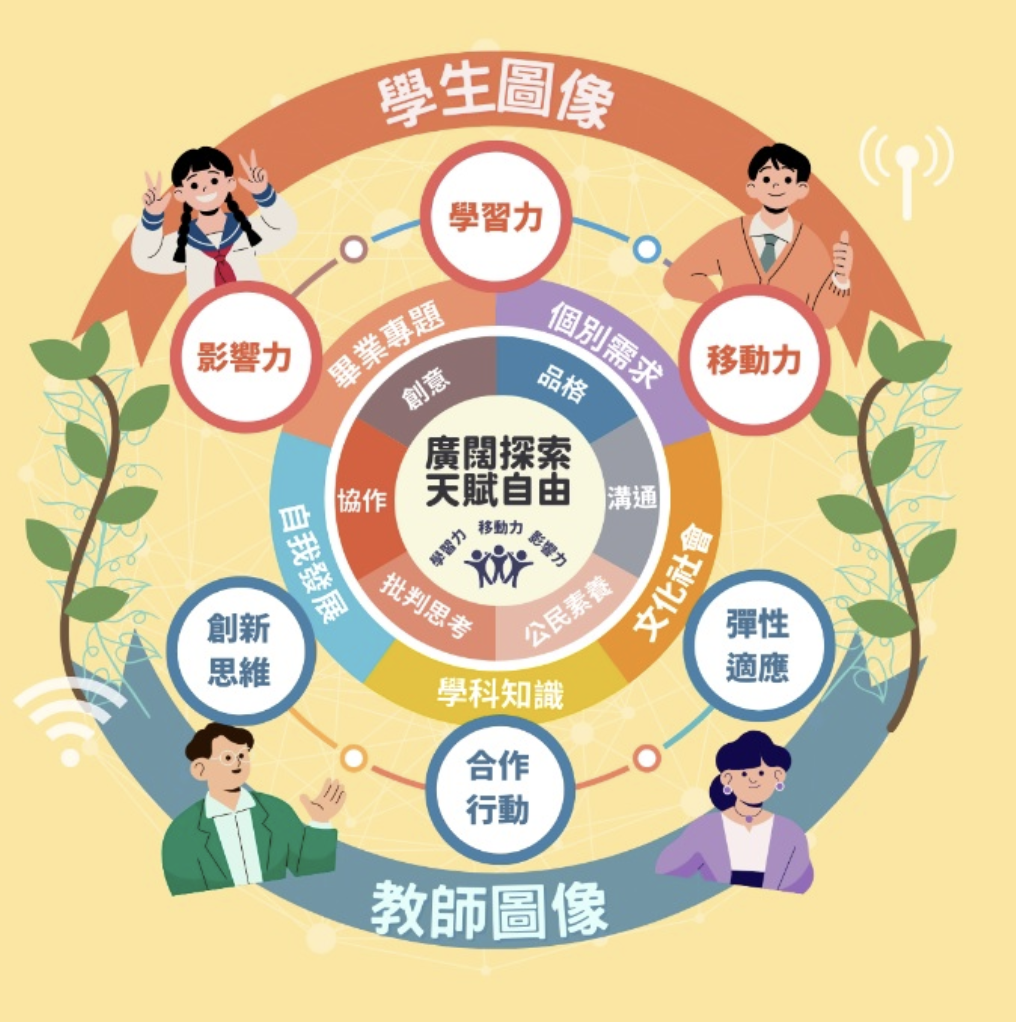 學生圖像
學習力
影響力
移動力
畢業專題
個別需求
創意
品格
廣闊探索
天賦自由
協作
溝通
學習力
移動力
影響力
自我發展
文化社會
批判思考
公民素養
創新
思維
彈性
適應
學科知識
合作
行動
教師圖像